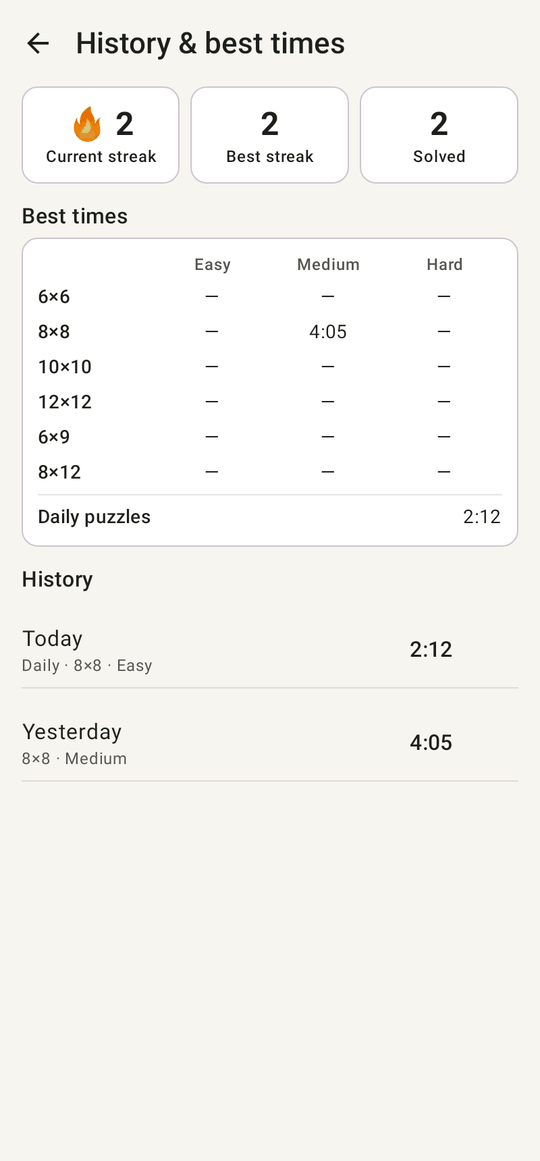 History & best times
2 2 2
Current streak Best streak Solved
Best times
Easy Medium Hard
6×6 — — —
8×8 — 4:05 —
10×10 — — —
12×12 — — —
6×9 — — —
8×12 — — —
Daily puzzles 2:12
History
Today
2:12
Daily · 8×8 · Easy
Yesterday
4:05
8×8 · Medium